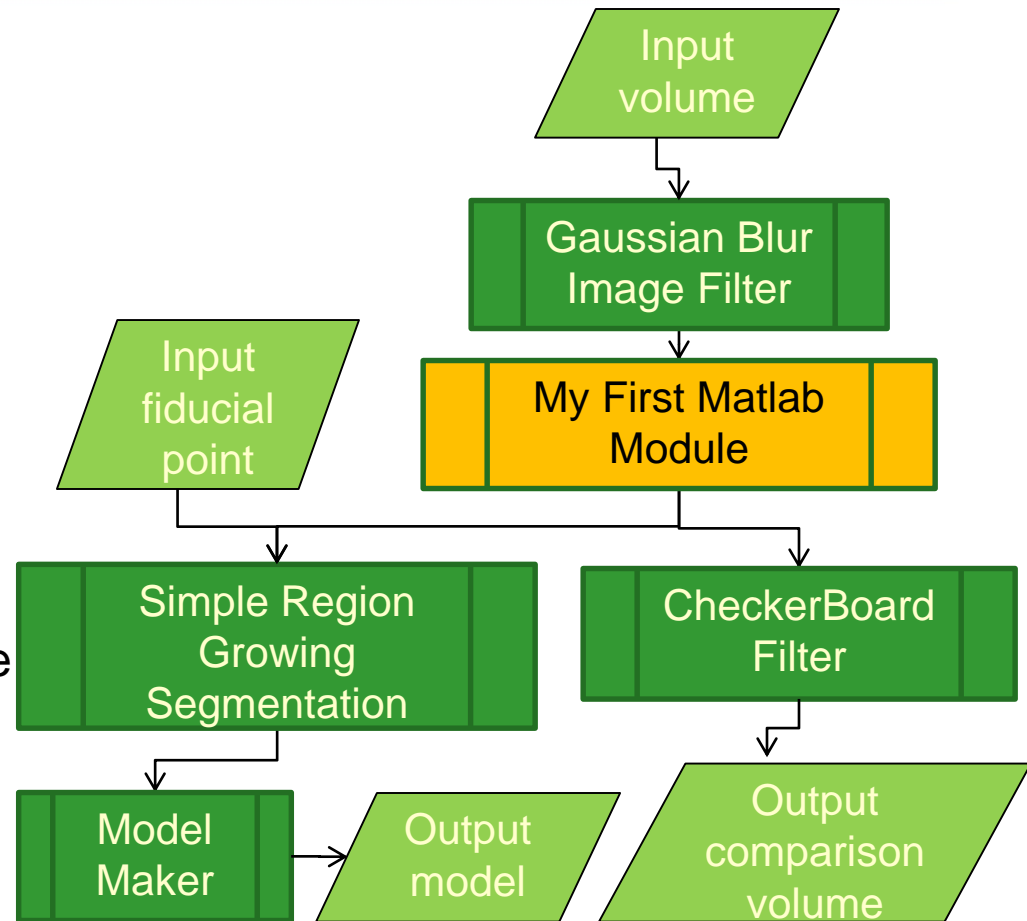 Input
volume
Gaussian Blur
Image Filter
Input
fiducial
point
My First Matlab
Module
Simple Region
Growing
Segmentation
e
CheckerBoard
Filter
Model
Maker
Output
model
Output
comparison
volume